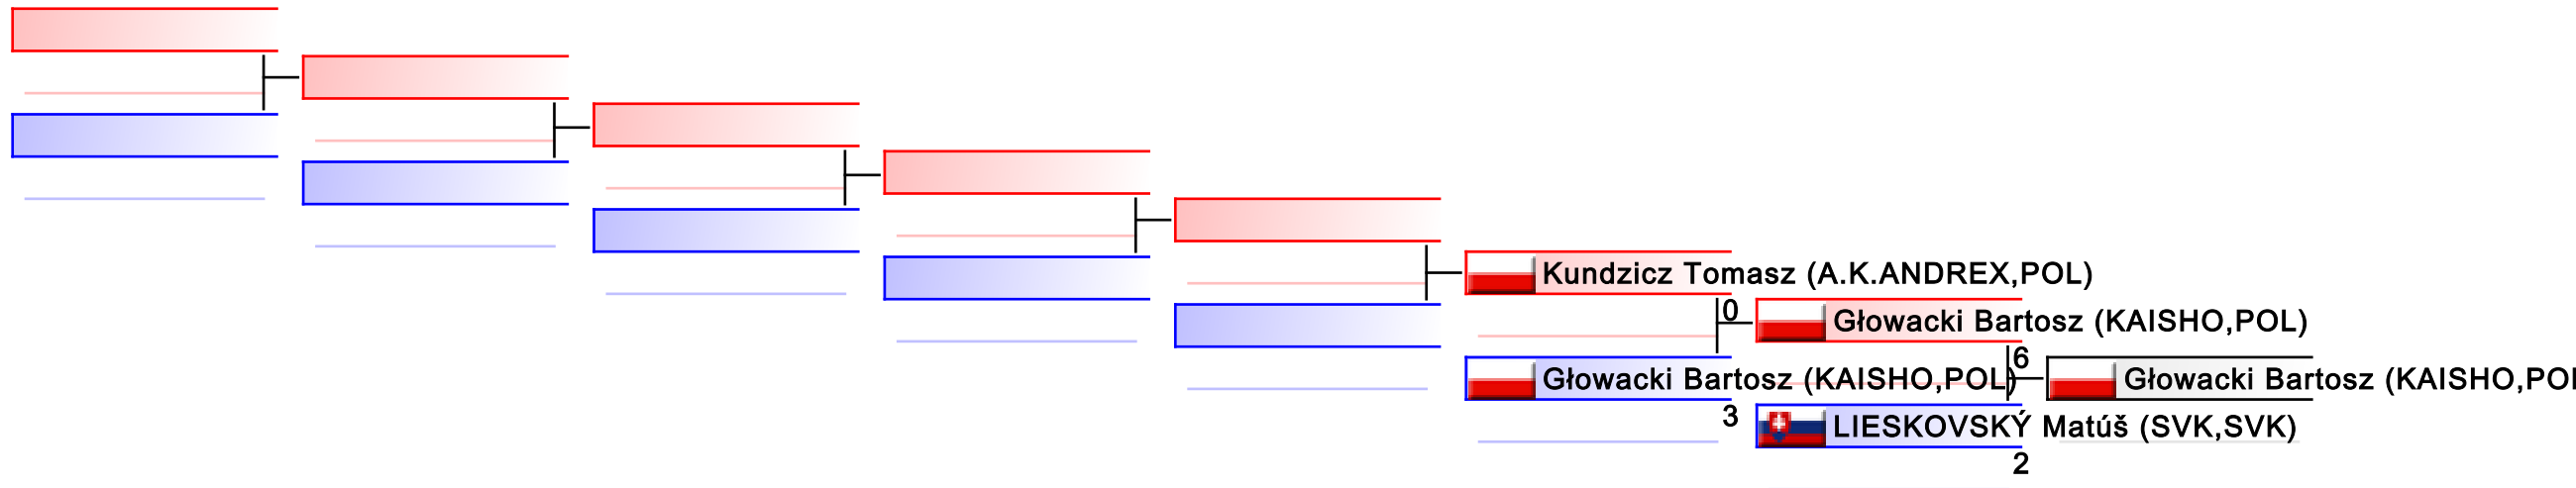 Kundzicz Tomasz (A.K.ANDREX,POL)
0
Głowacki Bartosz (KAISHO,POL)
6
Głowacki Bartosz (KAISHO,POL)
Głowacki Bartosz (KAISHO,POL
3
LIESKOVSKÝ Matúš (SVK,SVK)
2